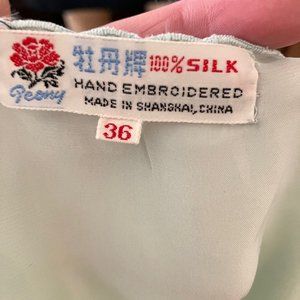 牡丹牌 100% SILK
Peony
HAND EMBROIDERED
MADE IN SHANGHAI, CHINA
36